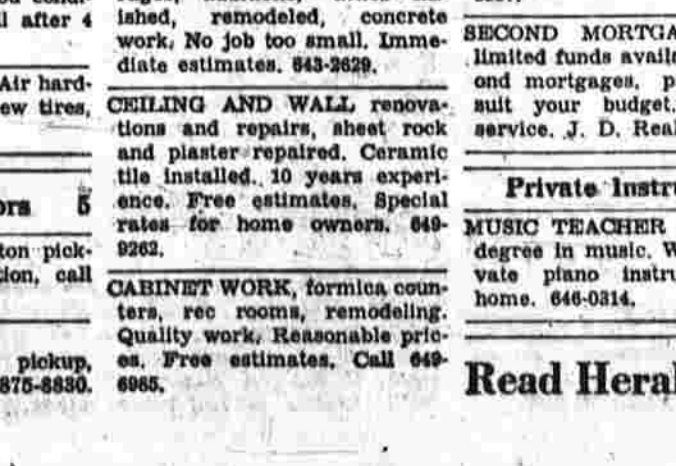 l after 4
Air hard-
ew tires,
ors 5
ton pick-
tion, call
pickup,
875-8830.
ished, remodeled, concrete
work, No job too small. Imme-
diate estimates. 643-2629.
CEILING AND WALL renova-
tions and repairs, sheet rock
and plaster repaired. Ceramic
tile installed. 10 years experi-
ence. Free estimates. Special
rates for home owners. 649-
9262.
CABINET WORK, formica coun-
ters, rec rooms, remodeling.
Quality work, Reasonable pric-
es. Free estimates. Call 649-
6985.
SECOND MORTGA
limited funds avail
ond mortgages, p
suit your budget.
service. J. D. Real
Private Instru
MUSIC TEACHER
degree in music. W
vate piano instru
home. 646-0314.
Read Heral